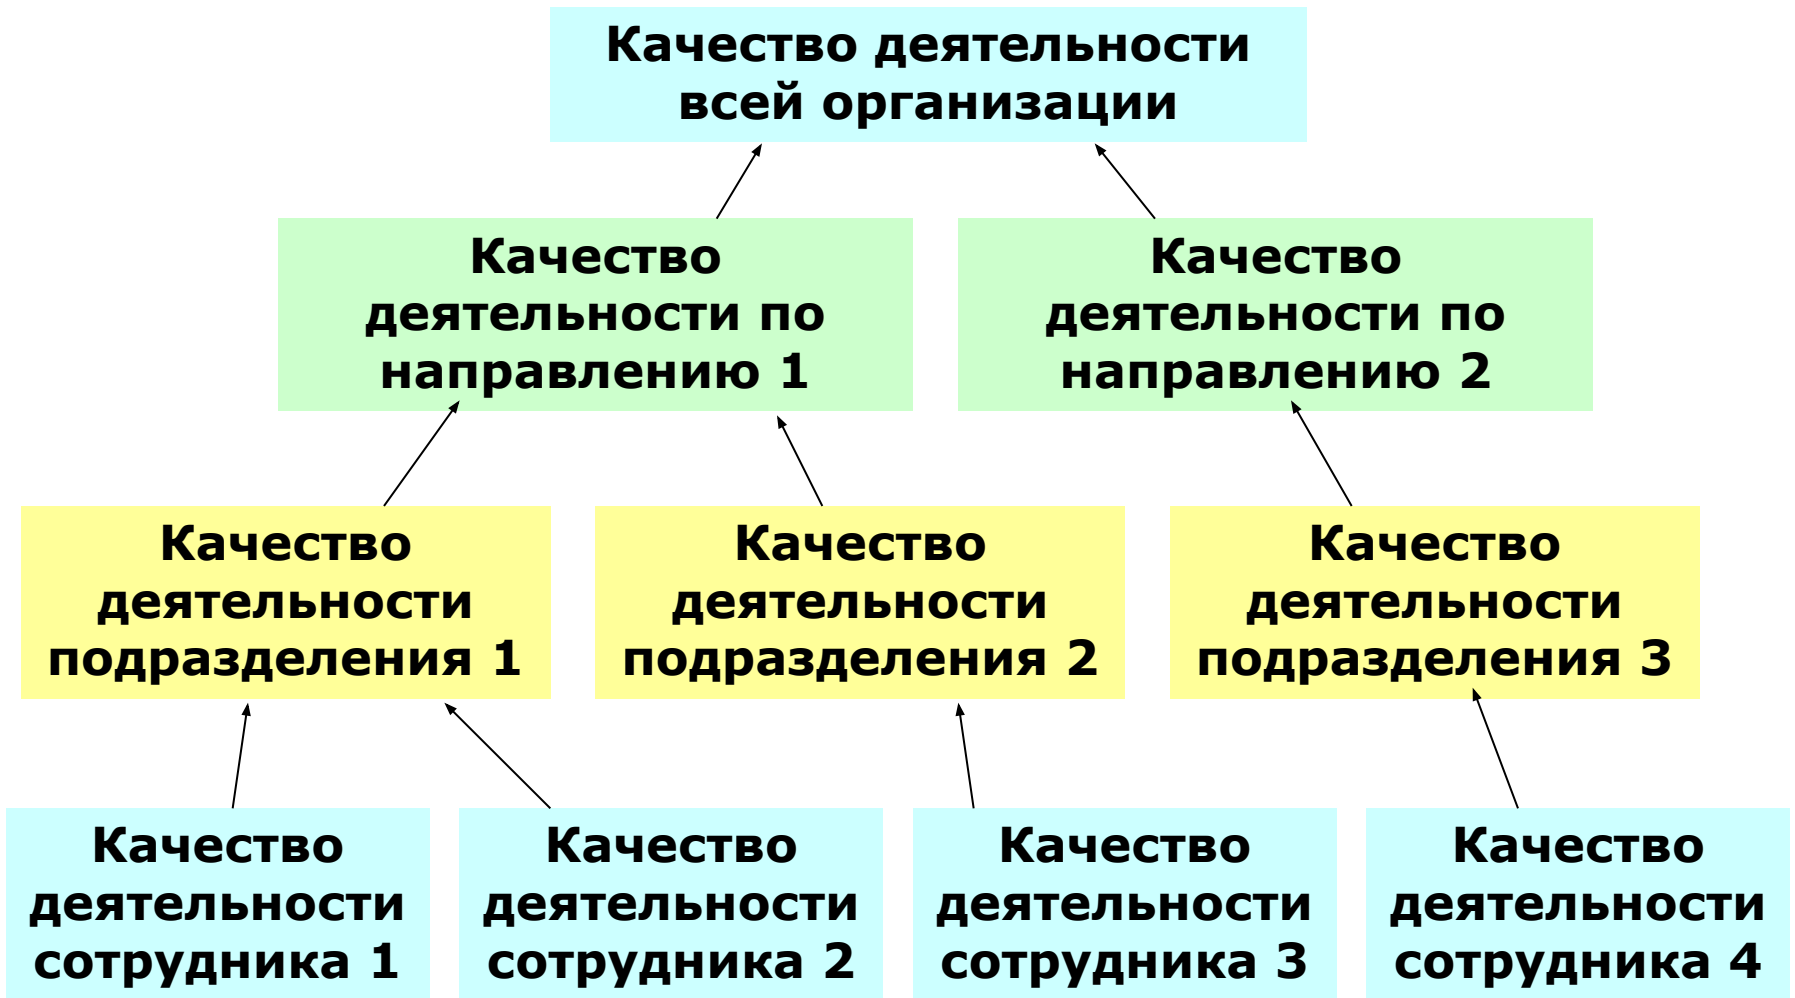 Качество деятельности
всей организации
Качество
деятельности по
направлению 1
Качество
деятельности по
направлению 2
Качество
деятельности
подразделения 1
Качество
деятельности
подразделения 2
Качество
деятельности
подразделения 3
Качество
деятельности
сотрудника 1
Качество
деятельности
сотрудника 2
Качество
деятельности
сотрудника 3
Качество
деятельности
сотрудника 4